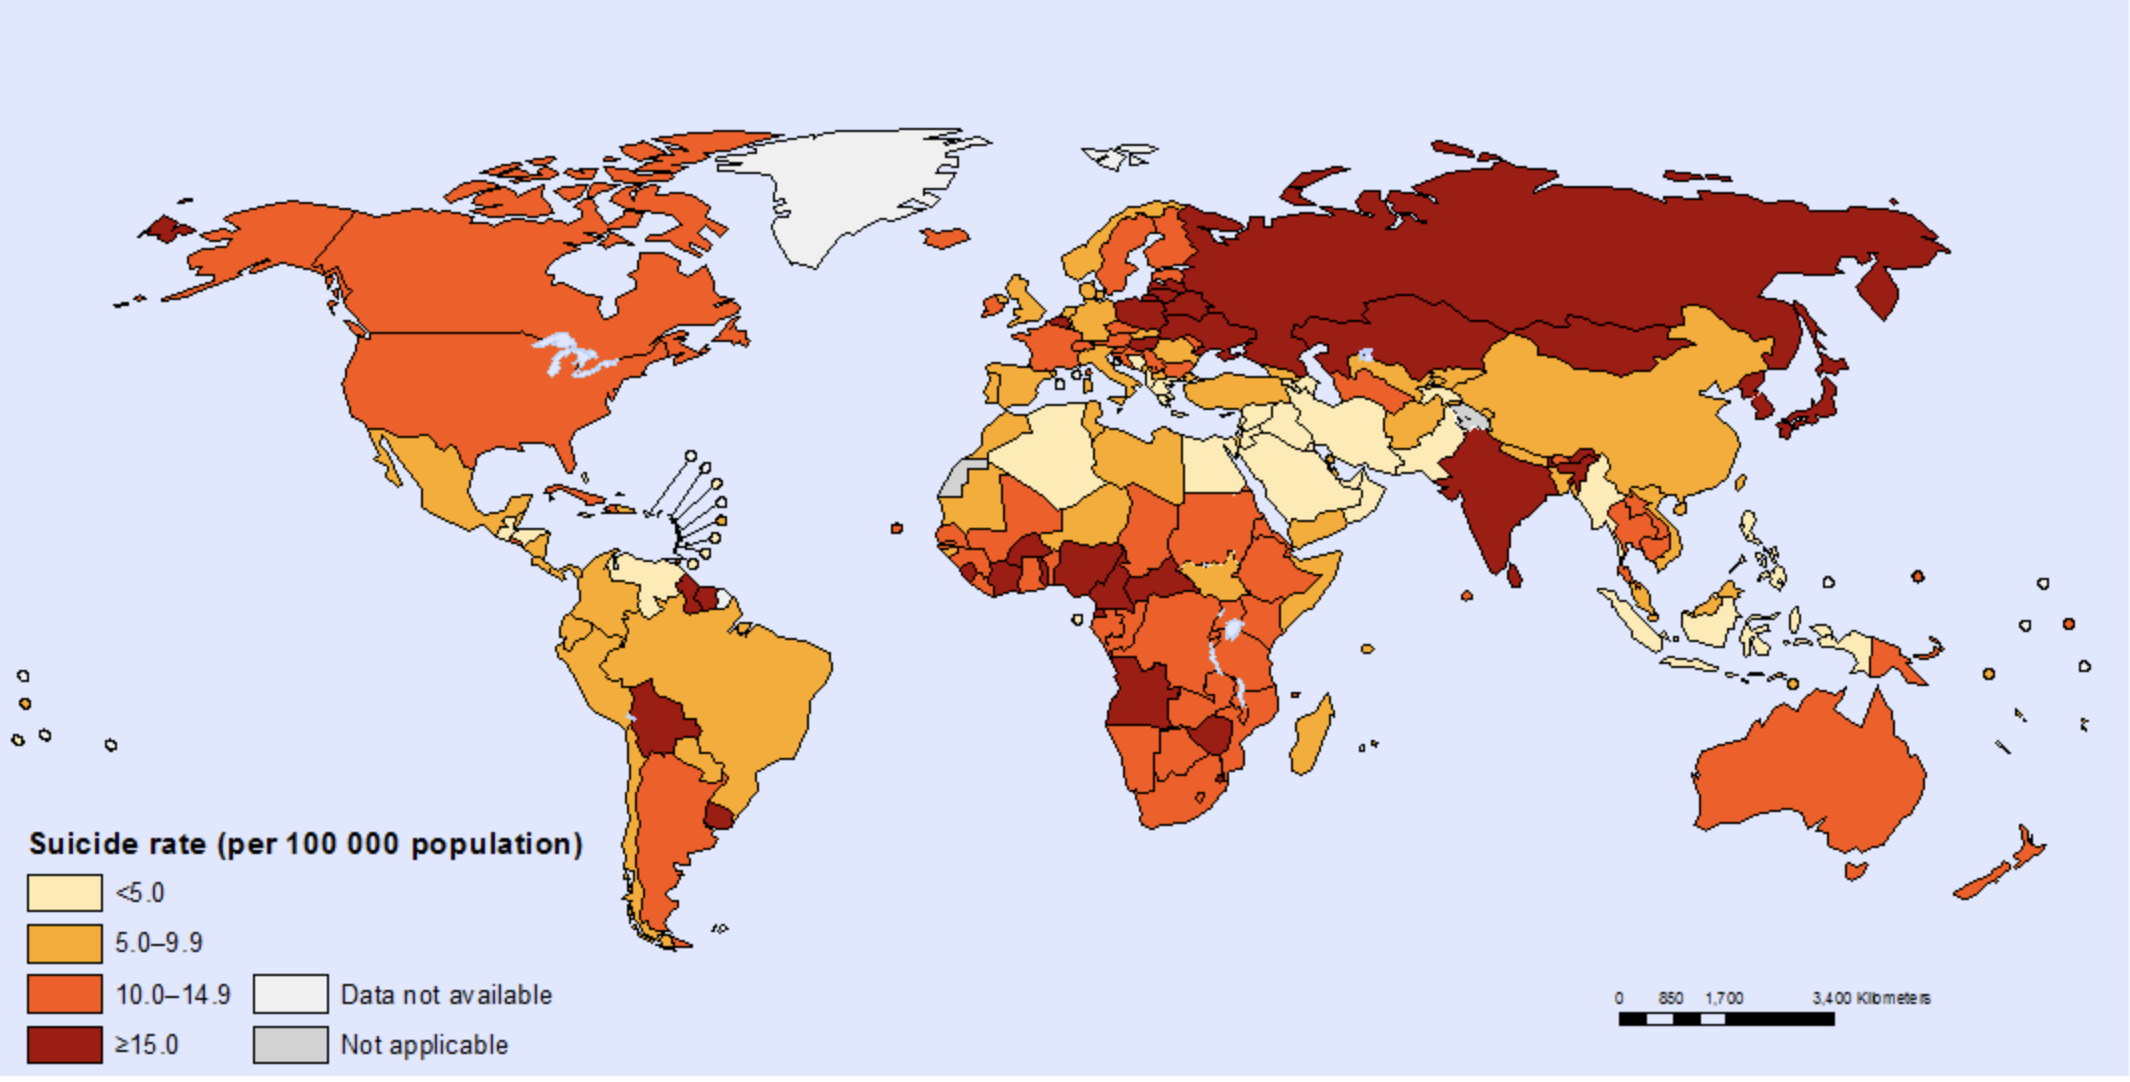 Suicide rate (per 100 000 population)
<5.0
5.0–9.9
10.0–14.9
≥15.0
Data not available
Not applicable
0 850 1,700 3,400 Kilometers